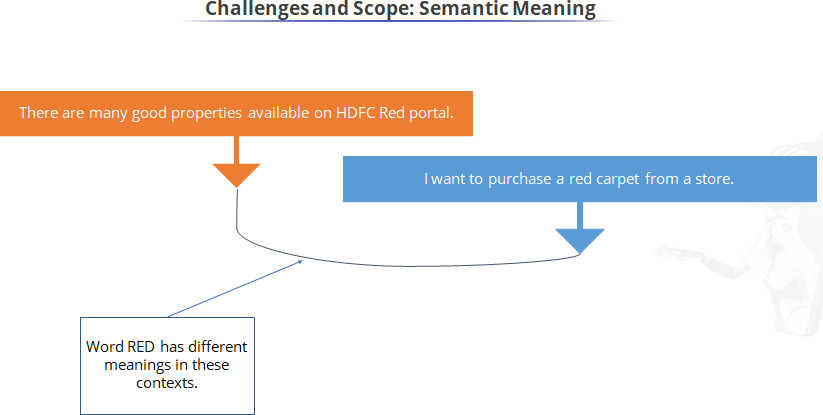 Challenges and Scope: Semantic Meaning
There are many good properties available on HDFC Red portal.
I want to purchase a red carpet from a store.
Word RED has different
meanings in these
contexts.